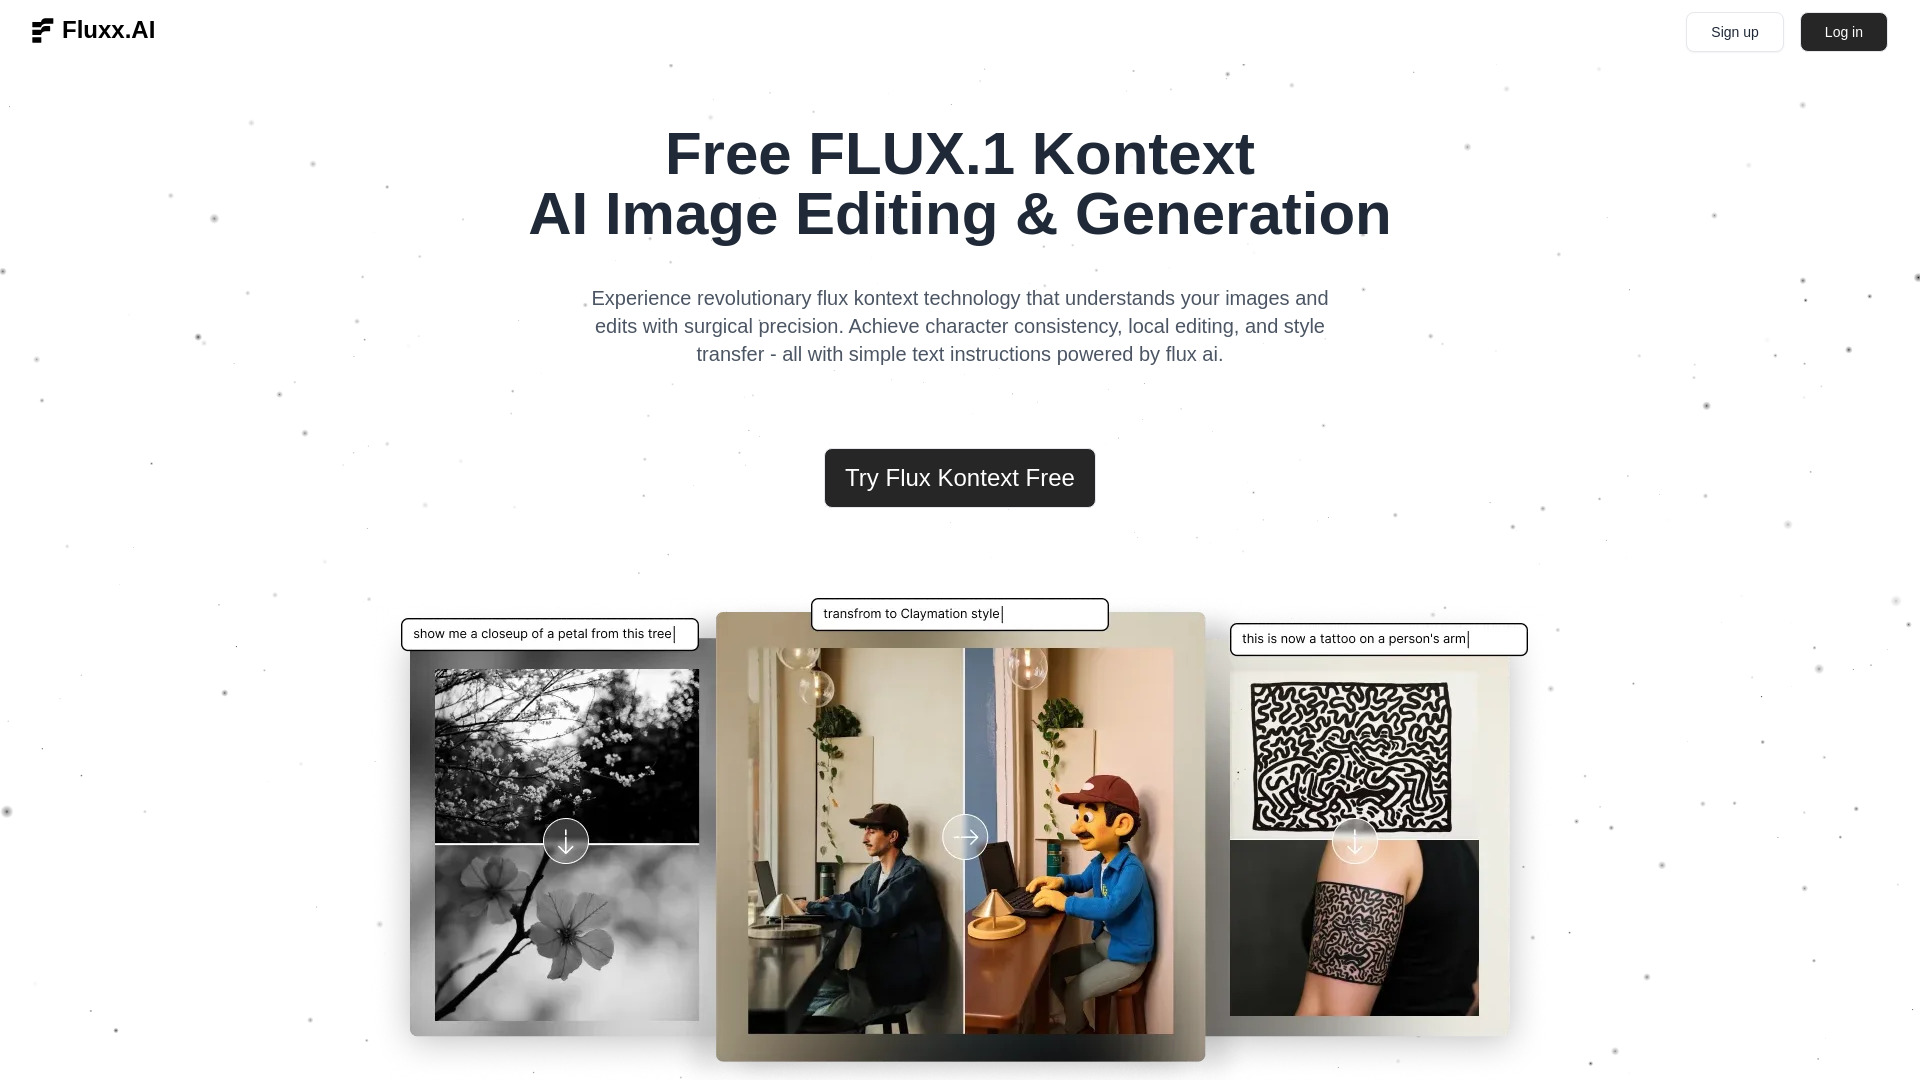 Fluxx.AI
Sign up
Log in
Free FLUX.1 Kontext
AI Image Editing & Generation
Experience revolutionary flux kontext technology that understands your images and
edits with surgical precision. Achieve character consistency, local editing, and style
transfer - all with simple text instructions powered by flux ai.
Try Flux Kontext Free
show me a closeup of a petal from this tree
transfrom to Claymation style
this is now a tattoo on a person's arm